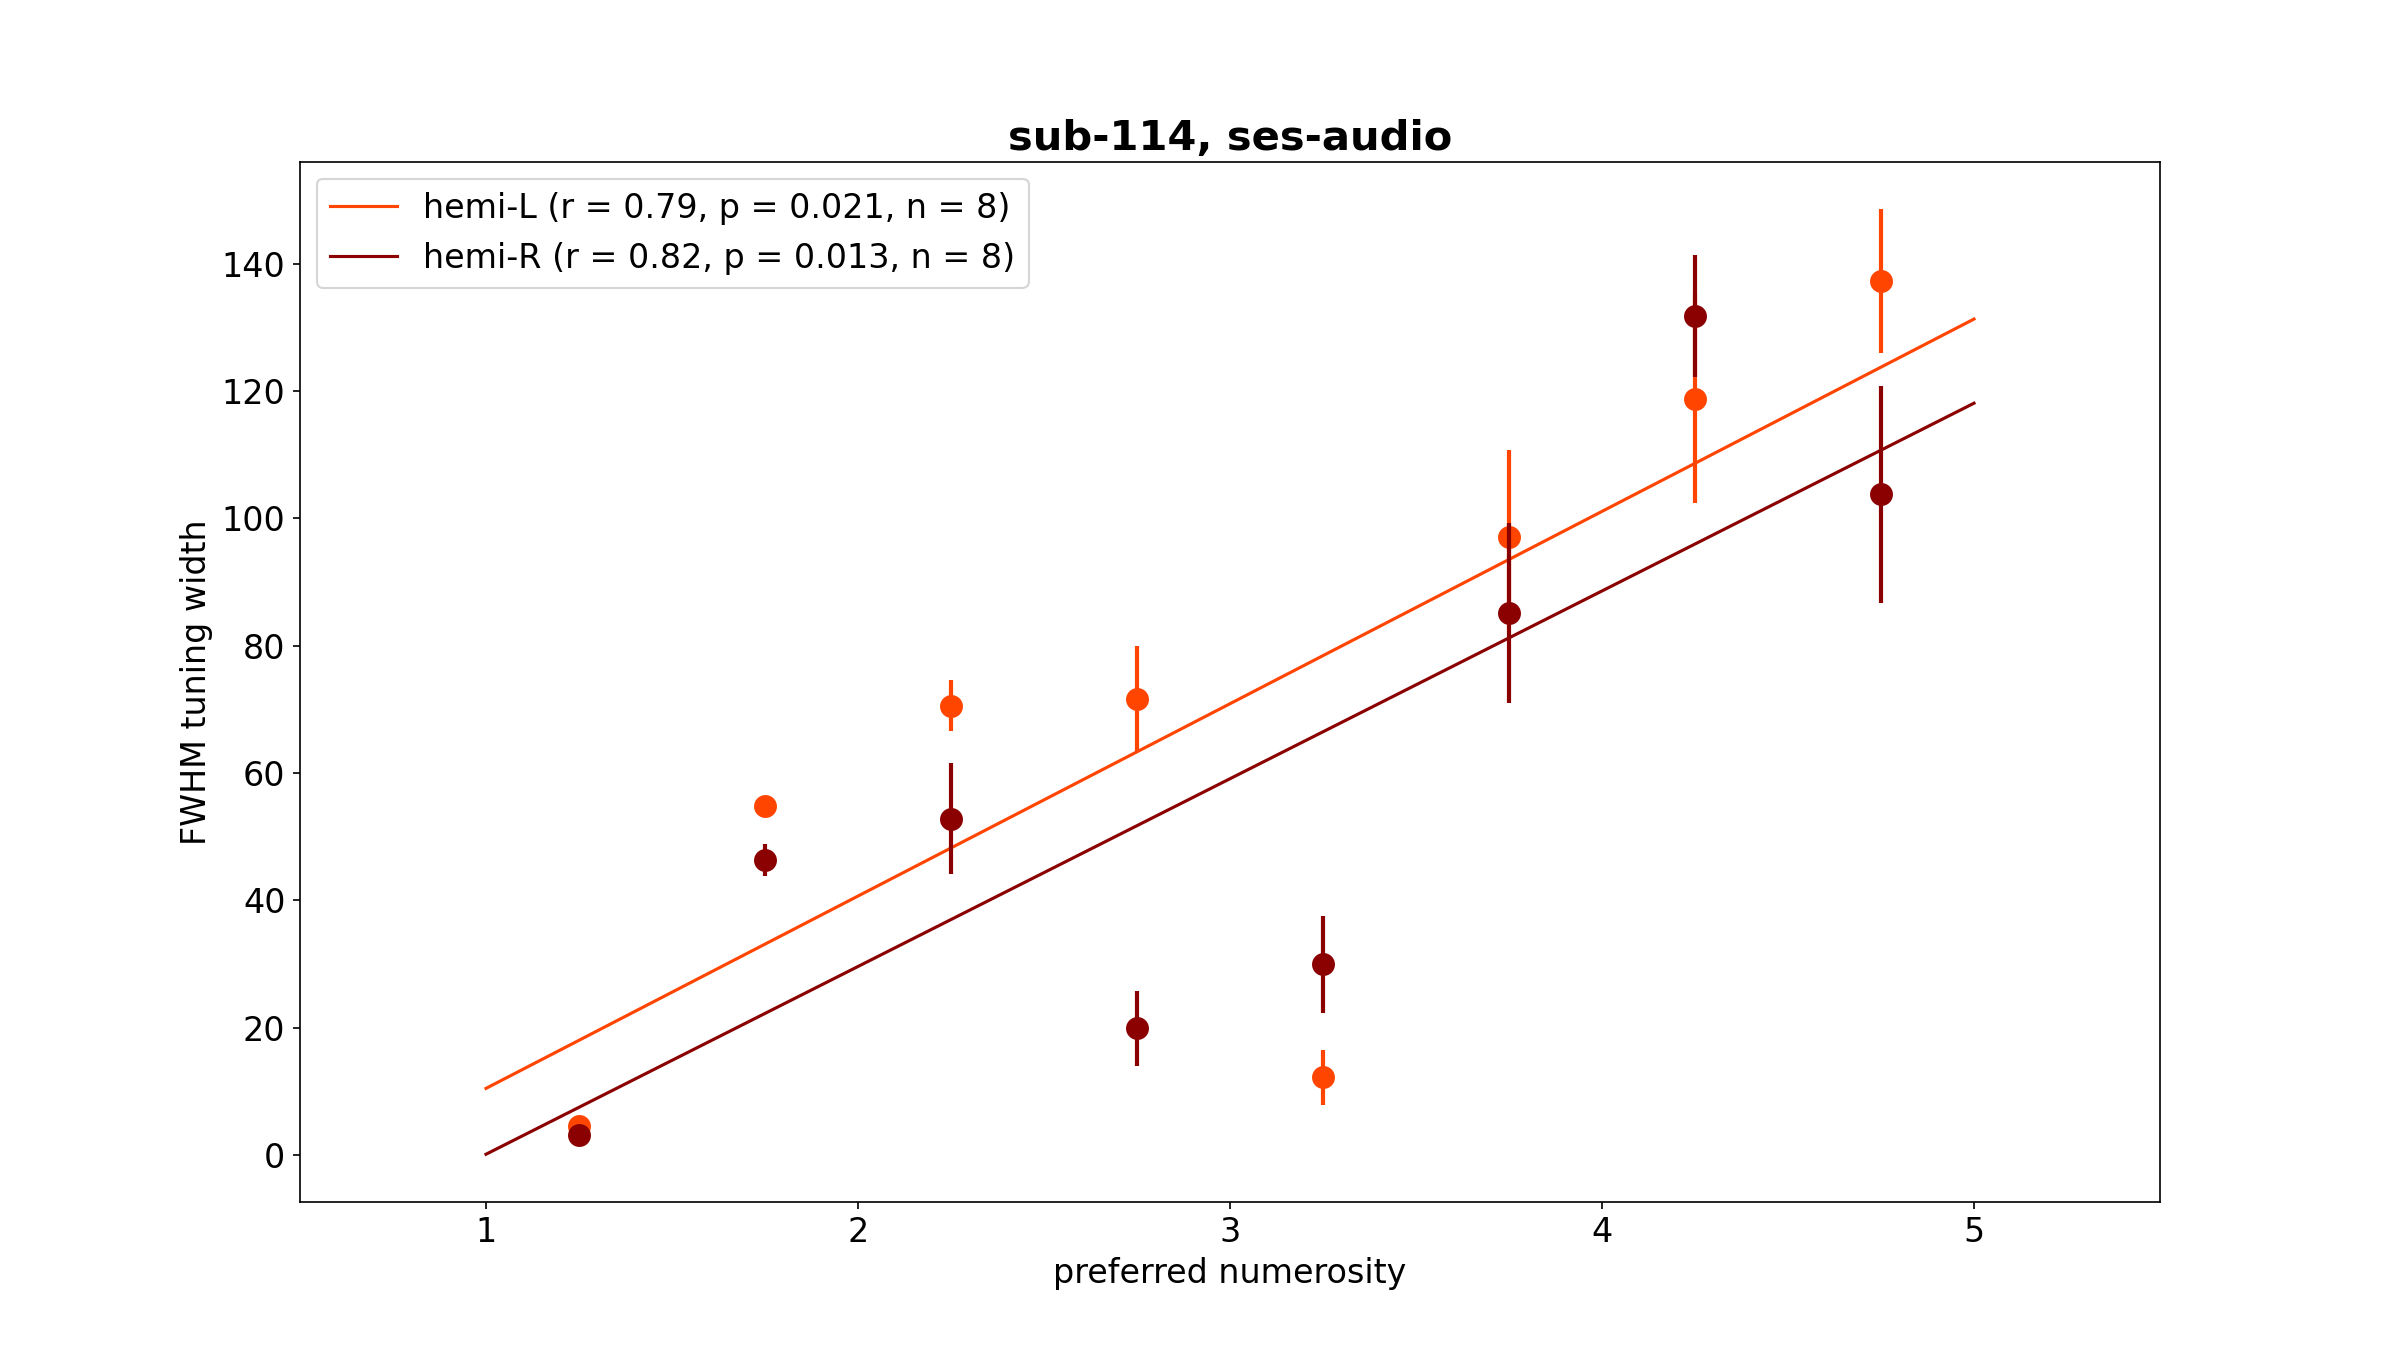 sub-114, ses-audio
hemi-L (r = 0.79, p = 0.021, n = 8)
hemi-R (r = 0.82, p = 0.013, n = 8)
140
120
100
80
60
40
20
0
FWHM tuning width
1 2 3 4 5
preferred numerosity